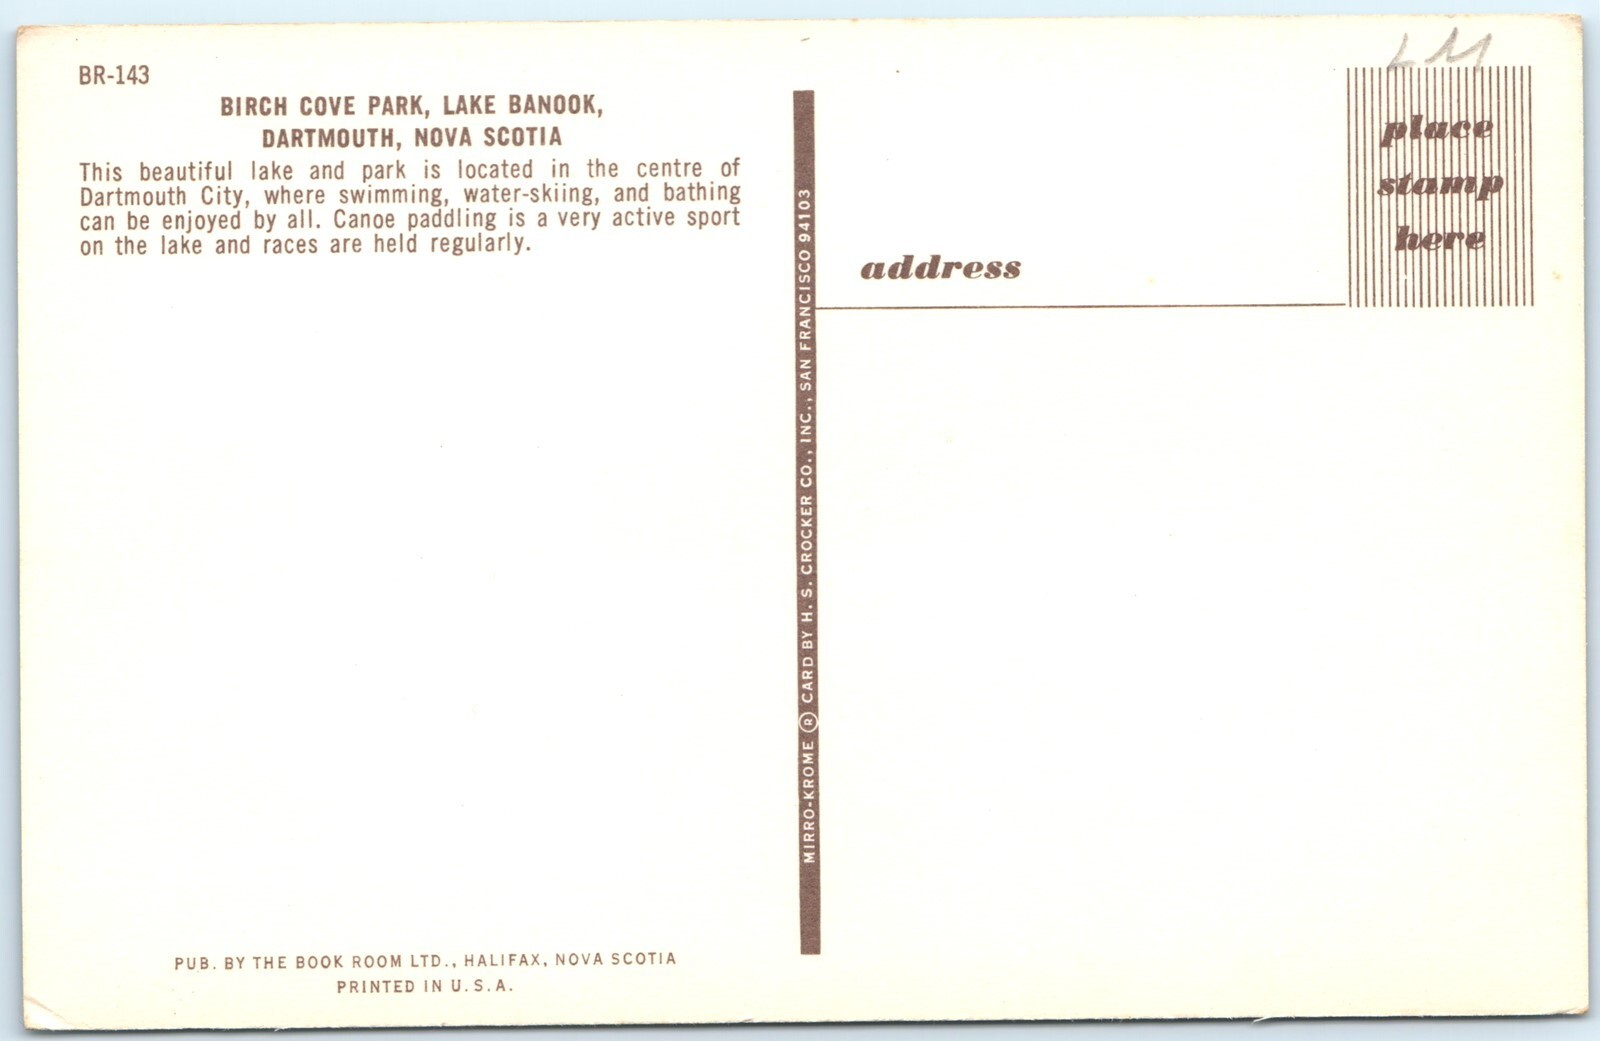 BR-143
BIRCH COVE PARK, LAKE BANOOK,
DARTMOUTH, NOVA SCOTIA
This beautiful lake and park is located in the centre of
Dartmouth City, where swimming, water-skiing, and bathing
can be enjoyed by all. Canoe paddling is a very active sport
on the lake and races are held regularly.
PUB. BY THE BOOK ROOM LTD., HALIFAX, NOVA SCOTIA
PRINTED IN U.S.A.
MIRRO-KROME ® CARD BY H. S. CROCKER CO., INC., SAN FRANCISCO 94103
address
place
stamp
here